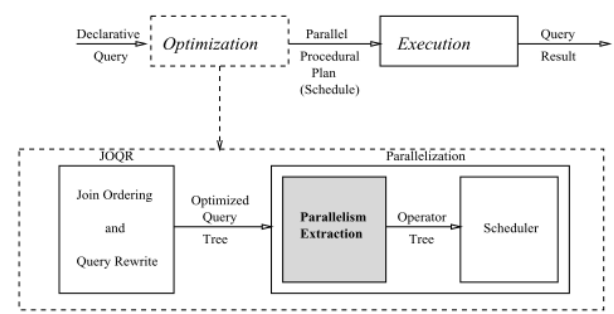 Declarative
Query
Optimization
Parallel
Procedural
Plan
(Schedule)
Execution
Query
Result
JOQR
Parallelization
Join Ordering
and
Query Rewrite
Optimized
Query
Tree
Parallelism
Extraction
Operator
Tree
Scheduler